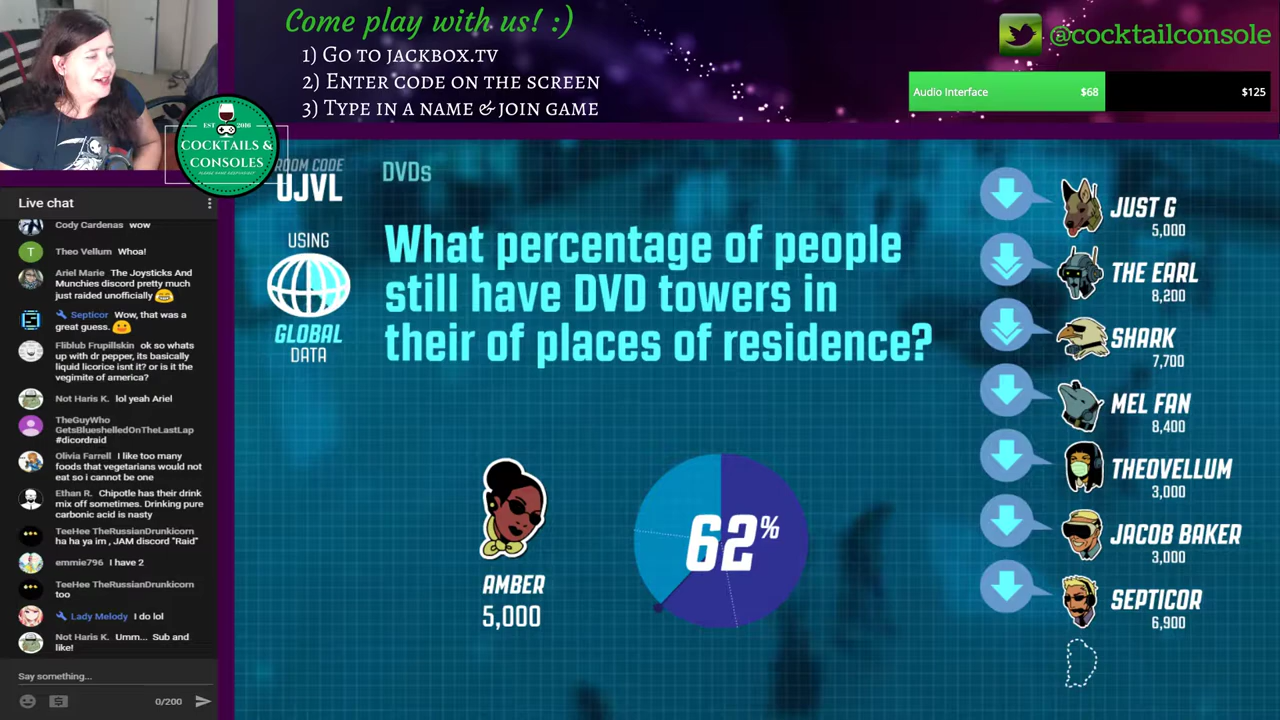 Come play with us! :)
1) Go to jackbox.tv
2) Enter code on the screen
3) Type in a name & join game
@cocktailconsole
Audio Interface $68 $125
EST 2016
COCKTAILS &
CONSOLES
Live chat
Cody Cardenas wow
T Theo Vellum Whoa!
Ariel Marie The Joysticks And
Munchies discord pretty much
just raided unofficially
Septicor Wow, that was a
great guess.
Fliblub Frupillskin ok so whats
up with dr pepper, its basically
liquid licorice isnt it? or is it the
vegimite of america?
Not Haris K. lol yeah Ariel
TheGuyWho
GetsBlueshelledOnTheLastLap
#dicordraid
Olivia Farrell I like too many
foods that vegetarians would not
eat so i cannot be one
Ethan R. Chipotle has their drink
mix off sometimes. Drinking pure
carbonic acid is nasty
TeeHee TheRussianDrunkicorn
ha ha ya im , JAM discord "Raid"
emmie796 I have 2
TeeHee TheRussianDrunkicorn
too
Lady Melody I do lol
Not Haris K. Umm... Sub and
like!
Say something...
0/200
ROOM CODE
UJVL
USING
GLOBAL
DATA
DVDs
What percentage of people
still have DVD towers in
their of places of residence?
AMBER
5,000
62%
JUST G
5,000
THE EARL
8,200
SHARK
7,700
MEL FAN
8,400
THEOVELLUM
3,000
JACOB BAKER
3,000
SEPTICOR
6,900